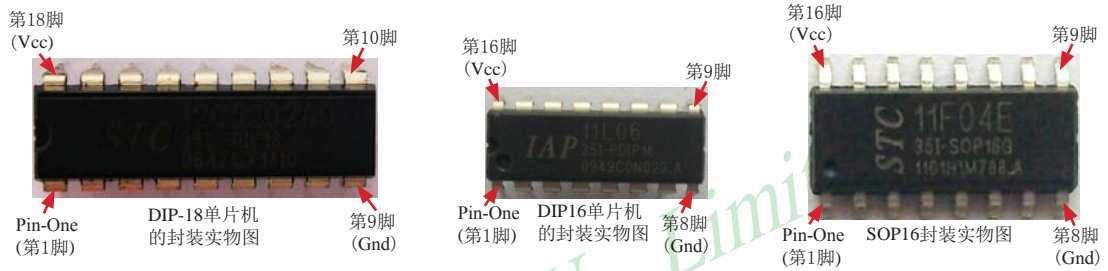 第18脚
(Vcc)
第10脚
STC
35I-PDIP18
Pin-One
(第1脚)
DIP-18单片机
的封装实物图
第9脚
(Gnd)
第16脚
(Vcc)
第9脚
IAP
11L06
35I-PDIP16
0949C0N029.A
Pin-One
(第1脚)
DIP16单片机
的封装实物图
第8脚
(Gnd)
第16脚
(Vcc)
第9脚
STC
11F04E
35I-SOP16G
1101H1M788.A
Pin-One
(第1脚)
SOP16封装实物图
第8脚
(Gnd)
Limit